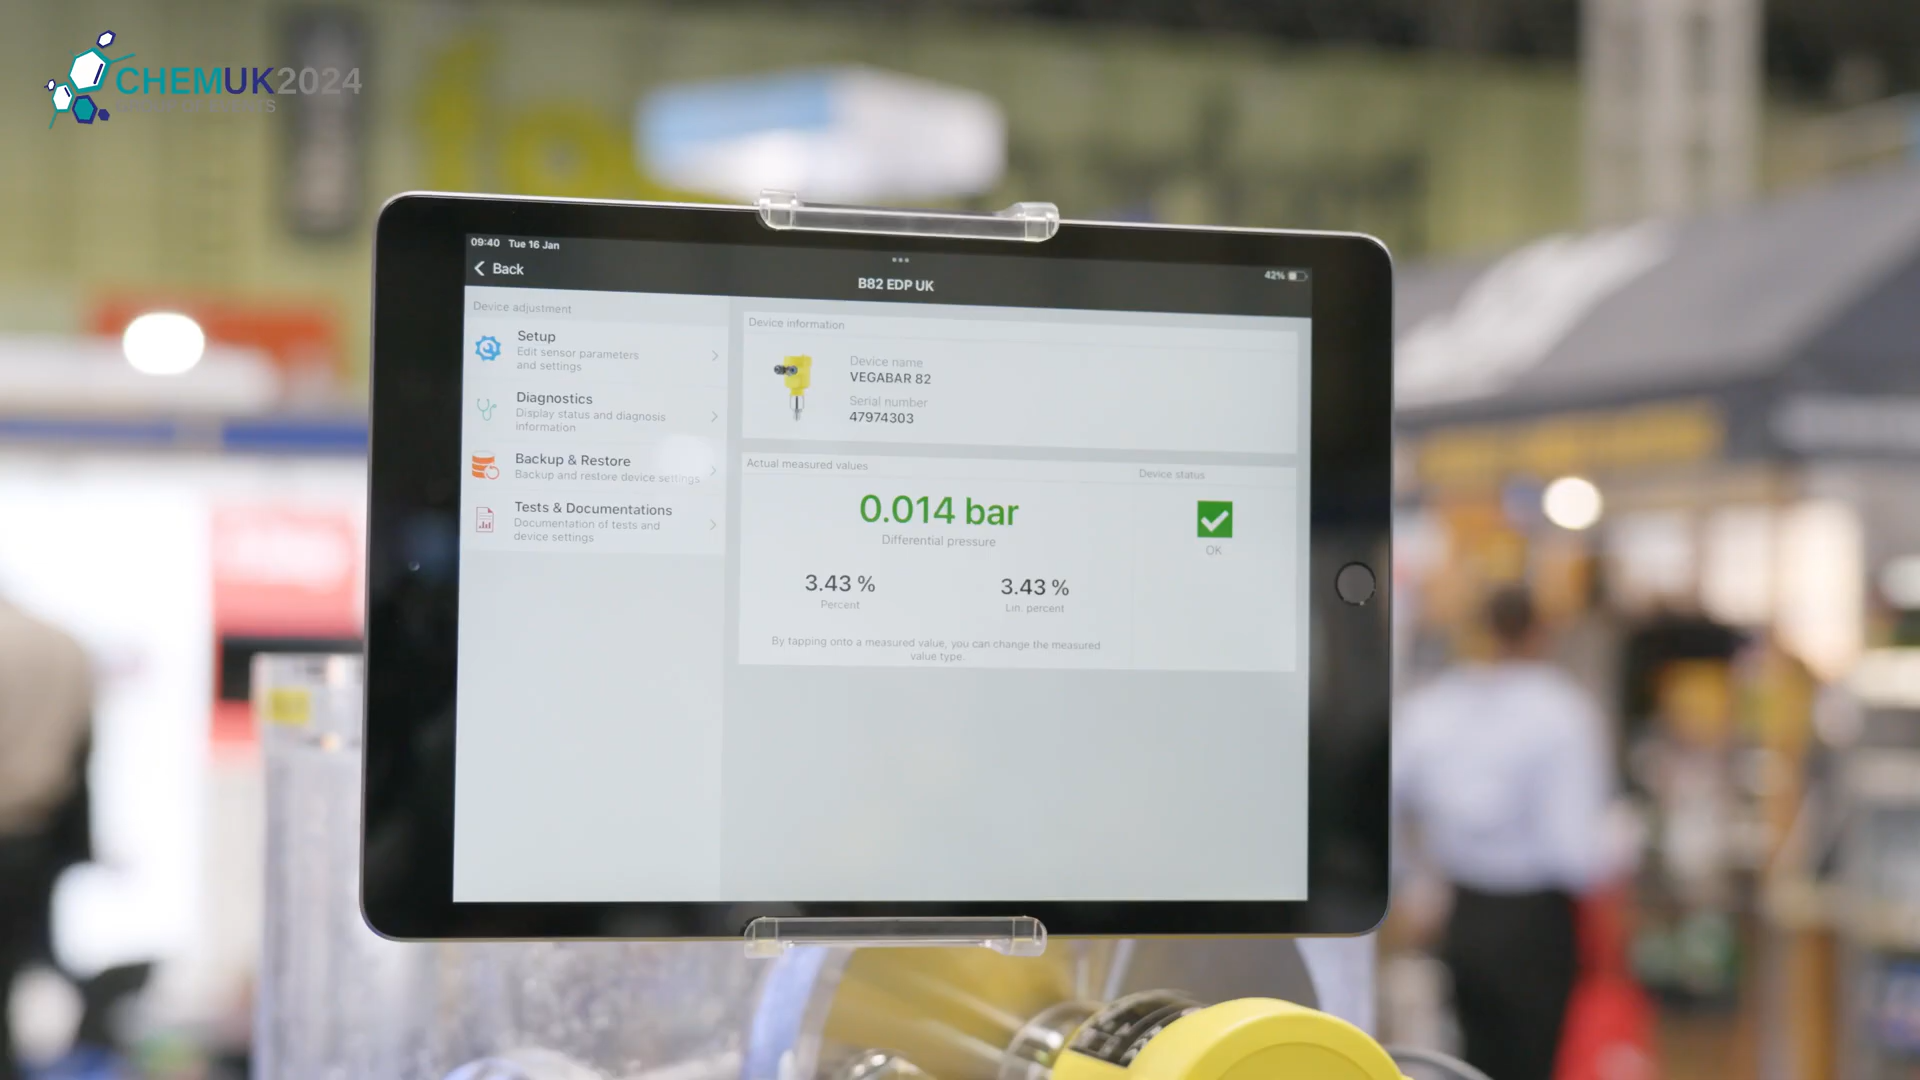 CHEMUK2024
09:40 Tue 16 Jan
42%
Back
B82 EDP UK
Device adjustment
Setup
Edit sensor parameters
and settings
Diagnostics
Display status and diagnosis
information
Backup & Restore
Backup and restore device settings
Tests & Documentations
Documentation of tests and
device settings
Device information
Device name
VEGABAR 82
Serial number
47974303
Actual measured values
Device status
0.014 bar
Differential pressure
OK
3.43 %
Percent
3.43 %
Lin. percent
By tapping onto a measured value, you can change the measured
value type.